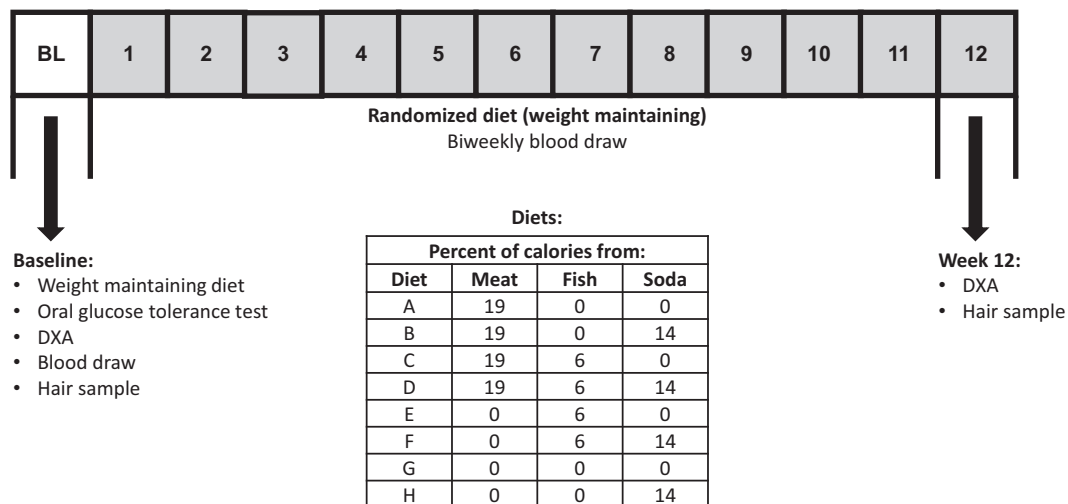 BL 1 2 3 4 5 6 7 8 9 10 11 12
Randomized diet (weight maintaining)
Biweekly blood draw
Baseline:
• Weight maintaining diet
• Oral glucose tolerance test
• DXA
• Blood draw
• Hair sample
Diets:
Percent of calories from:
Diet Meat Fish Soda
A 19 0 0
B 19 0 14
C 19 6 0
D 19 6 14
E 0 6 0
F 0 6 14
G 0 0 0
H 0 0 14
Week 12:
• DXA
• Hair sample